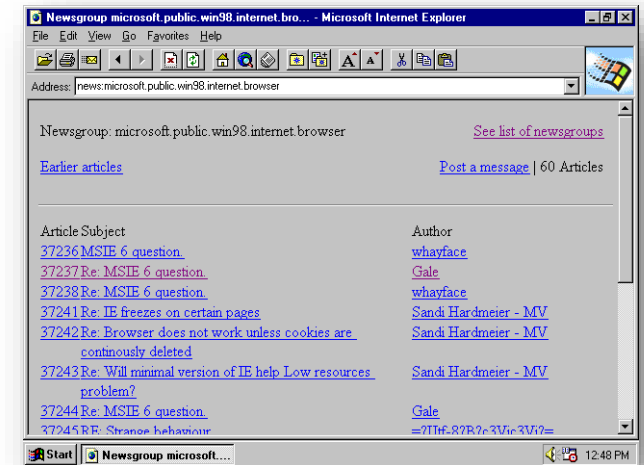 Newsgroup microsoft.public.win98.internet.bro... - Microsoft Internet Explorer
File Edit View Go Favorites Help
Address: news:microsoft.public.win98.internet.browser
Newsgroup: microsoft.public.win98.internet.browser See list of newsgroups
Earlier articles Post a message | 60 Articles
Article Subject Author
37236 MSIE 6 question. whayface
37237 Re: MSIE 6 question. Gale
37238 Re: MSIE 6 question. whayface
37241 Re: IE freezes on certain pages Sandi Hardmeier - MV
37242 Re: Browser does not work unless cookies are Sandi Hardmeier - MV
continously deleted
37243 Re: Will minimal version of IE help Low resources Sandi Hardmeier - MV
problem?
37244 Re: MSIE 6 question. Gale
37245 RE: Strange behaviour =?Utf-8?B?c3Vic3Vi?=
Start Newsgroup microsoft.... 12:48 PM